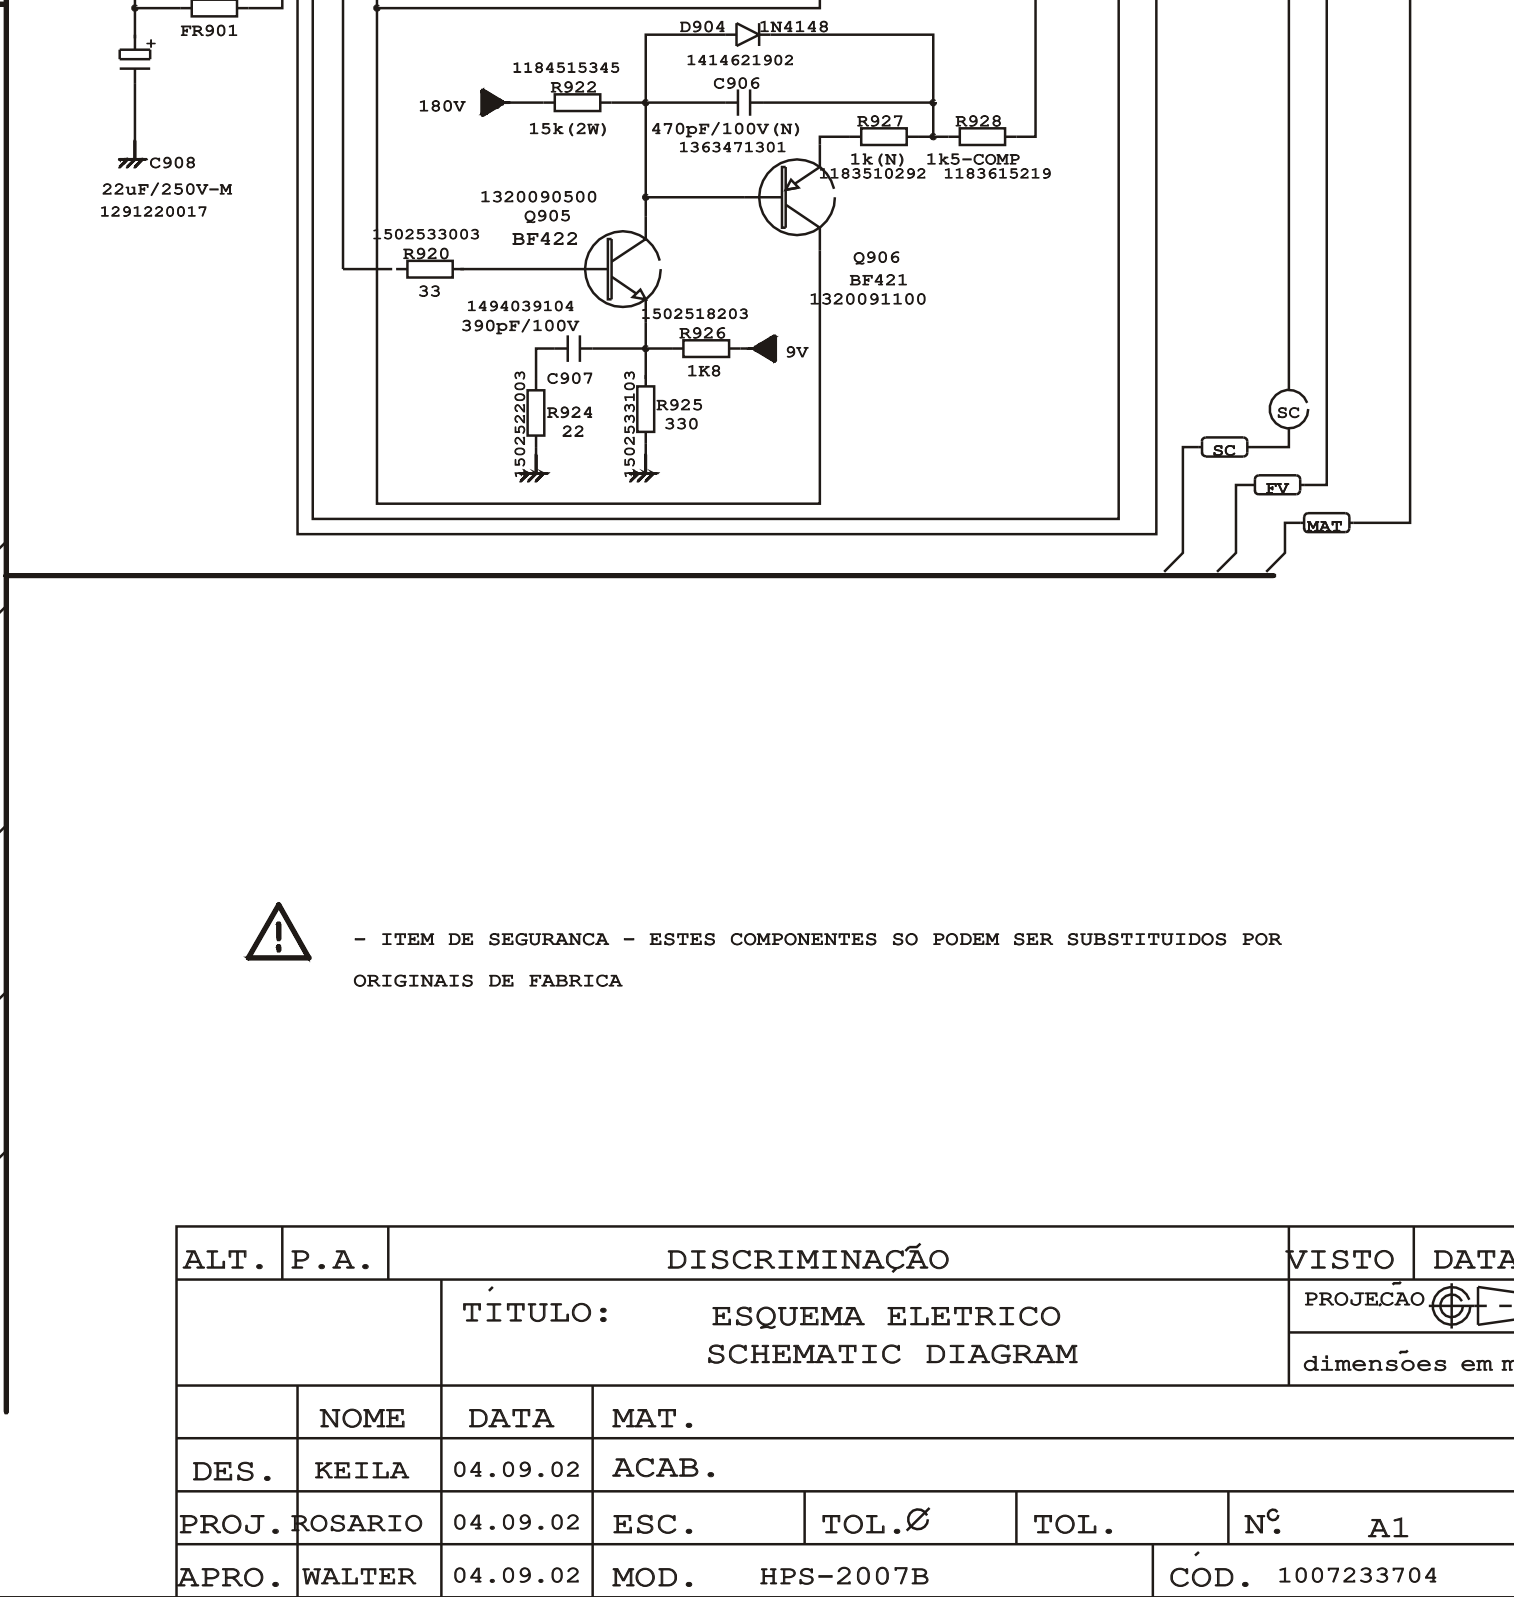 FR901
D904 1N4148
1414621902
1184515345
R922
C906
180V
15k(2W)
470pF/100V(N)
1363471301
R927
R928
1k(N)
1k5-COMP
1183510292
1183615219
+
C908
22uF/250V-M
1291220017
1320090500
Q905
BF422
1502533003
R920
33
Q906
BF421
1320091100
1494039104
390pF/100V
1502518203
R926
9V
1K8
C907
1502522003
R924
22
1502533103
R925
330
SC
SC
FV
MAT
- ITEM DE SEGURANCA - ESTES COMPONENTES SO PODEM SER SUBSTITUIDOS POR
ORIGINAIS DE FABRICA
ALT. P.A. DISCRIMINAÇÃO VISTO DATA
TÍTULO: ESQUEMA ELETRICO
SCHEMATIC DIAGRAM
PROJEÇÃO
dimensões em m
NOME DATA MAT.
DES. KEILA 04.09.02 ACAB.
PROJ. ROSARIO 04.09.02 ESC. TOL.Ø TOL. Nº. A1
APRO. WALTER 04.09.02 MOD. HPS-2007B CÓD. 1007233704